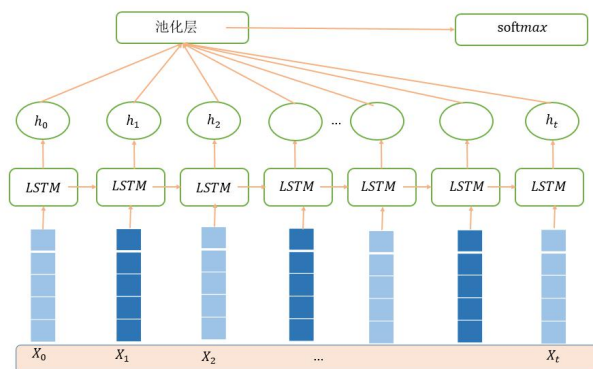 池化层 softmax
h0 h1 h2 ... ht
LSTM LSTM LSTM LSTM LSTM LSTM LSTM
X0 X1 X2 ... Xt